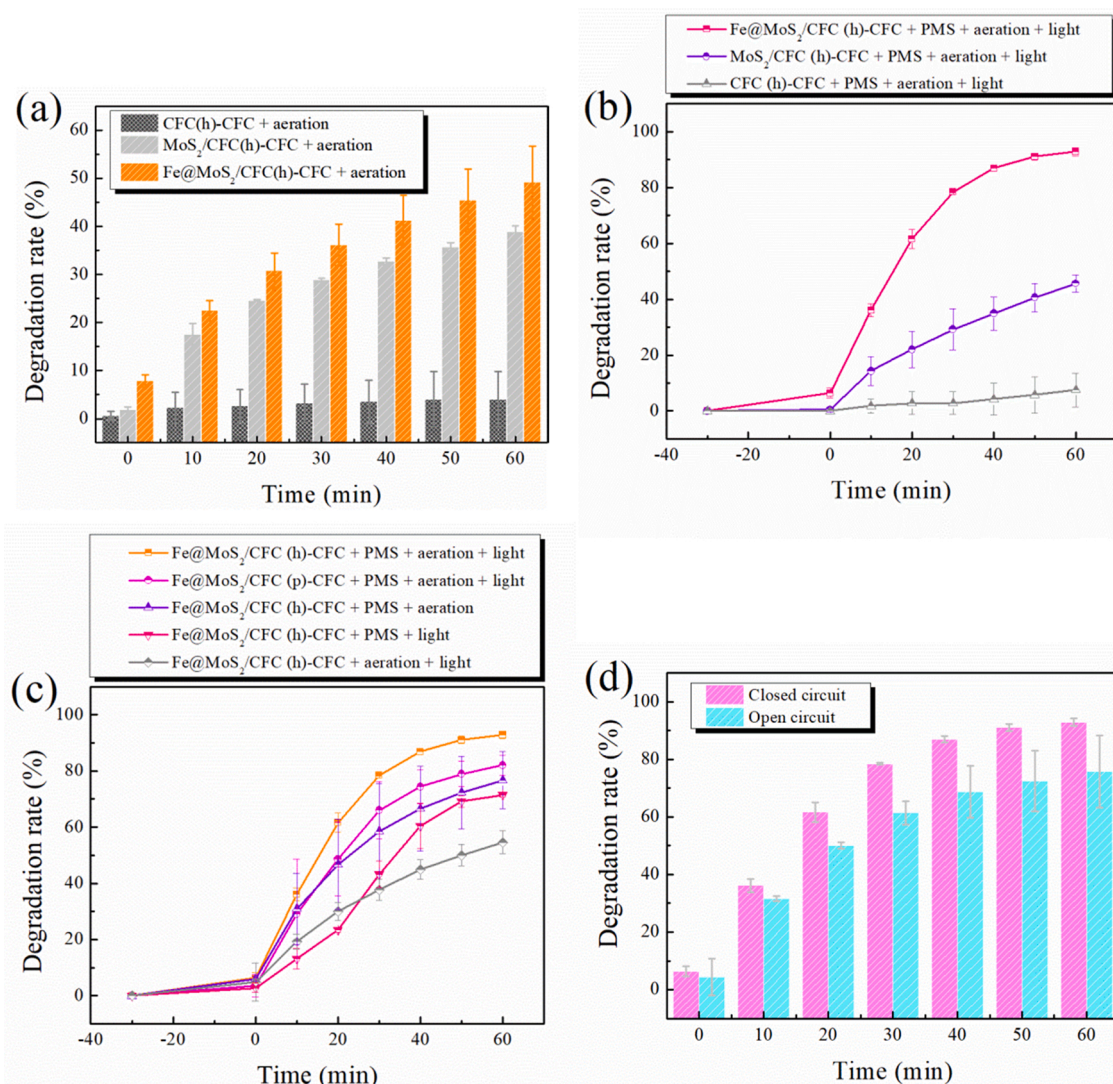 (a)
CFC(h)-CFC + aeration
MoS₂/CFC(h)-CFC + aeration
Fe@MoS₂/CFC(h)-CFC + aeration
Degradation rate (%)
60
50
40
30
20
10
0
0 10 20 30 40 50 60
Time (min)
(b)
Fe@MoS₂/CFC (h)-CFC + PMS + aeration + light
MoS₂/CFC (h)-CFC + PMS + aeration + light
CFC (h)-CFC + PMS + aeration + light
Degradation rate (%)
100
80
60
40
20
0
-40 -20 0 20 40 60
Time (min)
(c)
Fe@MoS₂/CFC (h)-CFC + PMS + aeration + light
Fe@MoS₂/CFC (p)-CFC + PMS + aeration + light
Fe@MoS₂/CFC (h)-CFC + PMS + aeration
Fe@MoS₂/CFC (h)-CFC + PMS + light
Fe@MoS₂/CFC (h)-CFC + aeration + light
Degradation rate (%)
100
80
60
40
20
0
-40 -20 0 20 40 60
Time (min)
(d)
Closed circuit
Open circuit
Degradation rate (%)
100
80
60
40
20
0
0 10 20 30 40 50 60
Time (min)